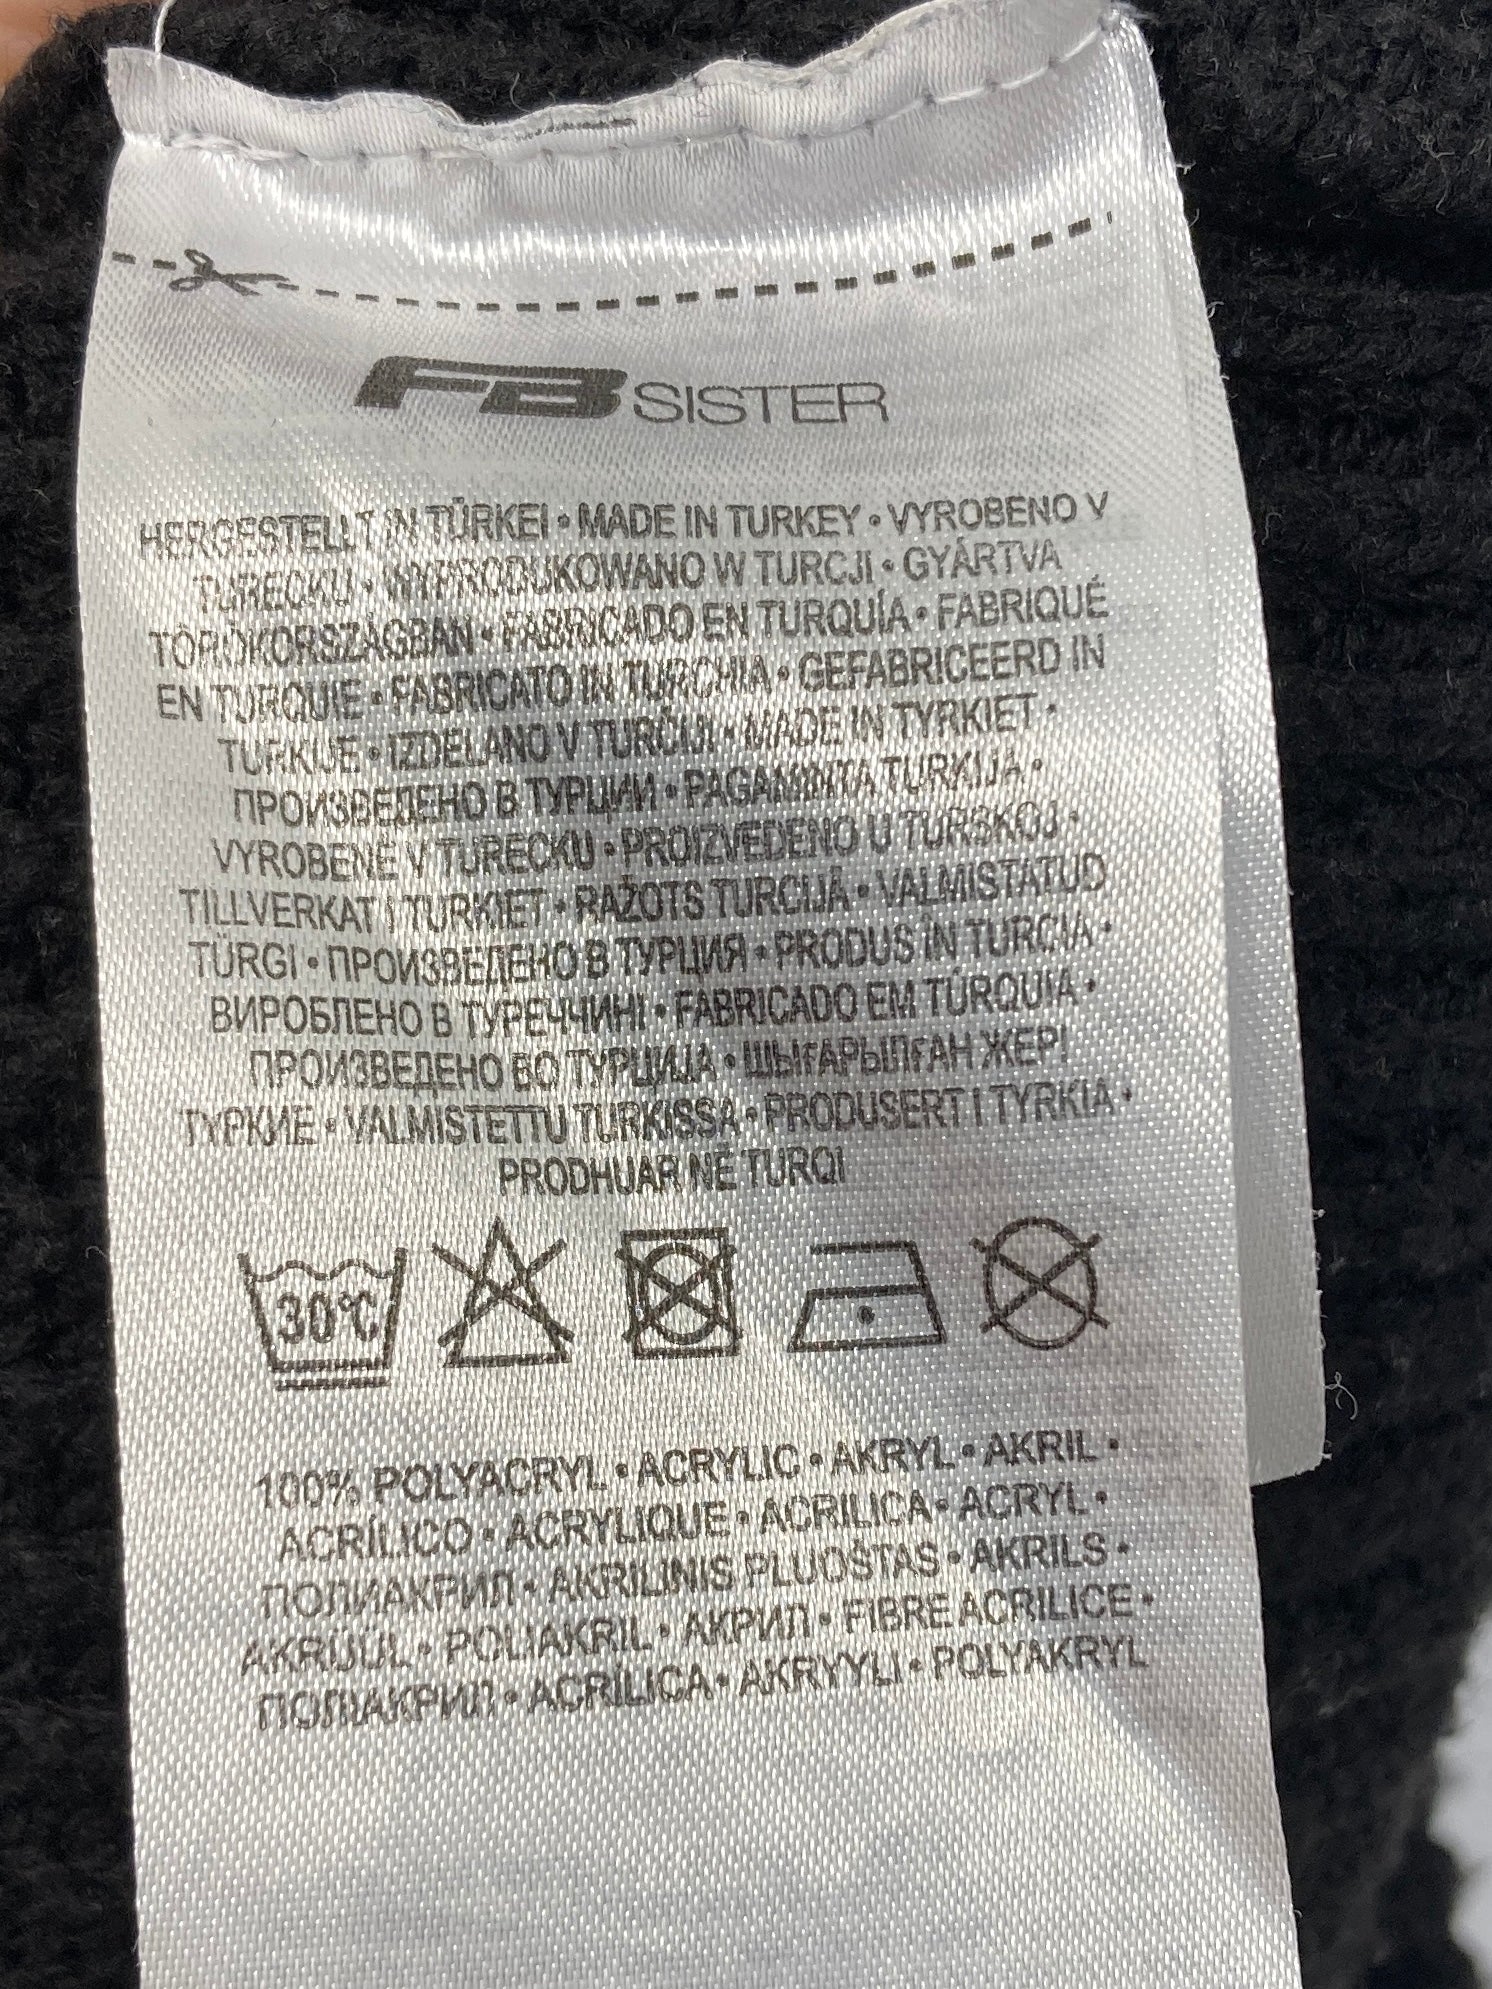 FB SISTER
HERGESTELLT IN TÜRKEI • MADE IN TURKEY • VYROBENO V
TURECKU • WYPRODUKOWANO W TURCJI • GYÁRTVA
TÖRÖKORSZÁGBAN • FABRICADO EN TURQUÍA • FABRIQUÉ
EN TURQUIE • FABRICATO IN TURCHIA • GEFABRICEERD IN
TURKIJE • IZDELANO V TURČIJI • MADE IN TYRKIET •
ПРОИЗВЕДЕНО В ТУРЦИИ • PAGAMINTA TURKIJA •
VYROBENÉ V TURECKU • PROIZVEDENO U TURSKOJ •
TILLVERKAT I TURKIET • RAŽOTS TURCIJĀ • VALMISTATUD
TÜRGI • ПРОИЗВЕДЕНО В ТУРЦИЯ • PRODUS ÎN TURCIA •
ВИРОБЛЕНО В ТУРЕЧЧИНІ • FABRICADO EM TÚRQUIA •
ПРОИЗВЕДЕНО ВО ТУРЦИЈА • ШЫҒАРЫЛҒАН ЖЕРІ
ТУРКИЕ • VALMISTETTU TURKISSA • PRODUSERT I TYRKIA •
PRODHUAR NË TURQI
30°C
100% POLYACRYL • ACRYLIC • AKRYL • AKRIL •
ACRÍLICO • ACRYLIQUE • ACRILICA • ACRYL •
ПОЛИАКРИЛ • AKRILINIS PLUOŠTAS • AKRILS •
AKRÜÜL • POLIAKRIL • АКРИЛ • FIBRE ACRILICE •
ПОЛІАКРИЛ • ACRÍLICA • AKRYYLI • POLYAKRYL